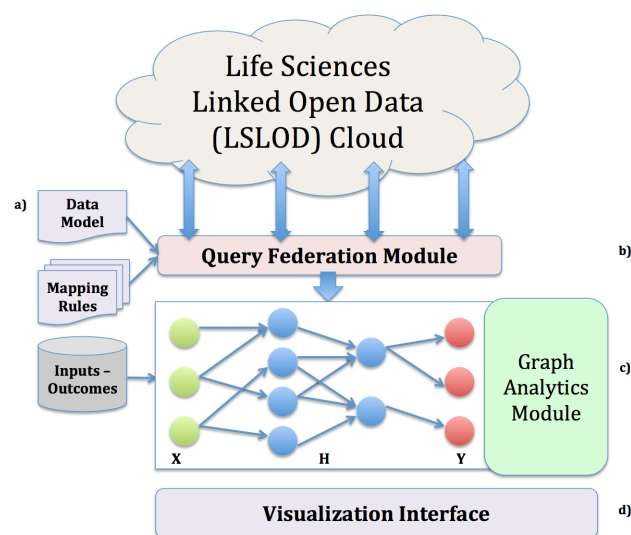 Life Sciences
Linked Open Data
(LSLOD) Cloud
a)
Data
Model
Query Federation Module
b)
Mapping
Rules
Inputs –
Outcomes
Graph
Analytics
Module
c)
X
H
Y
Visualization Interface
d)